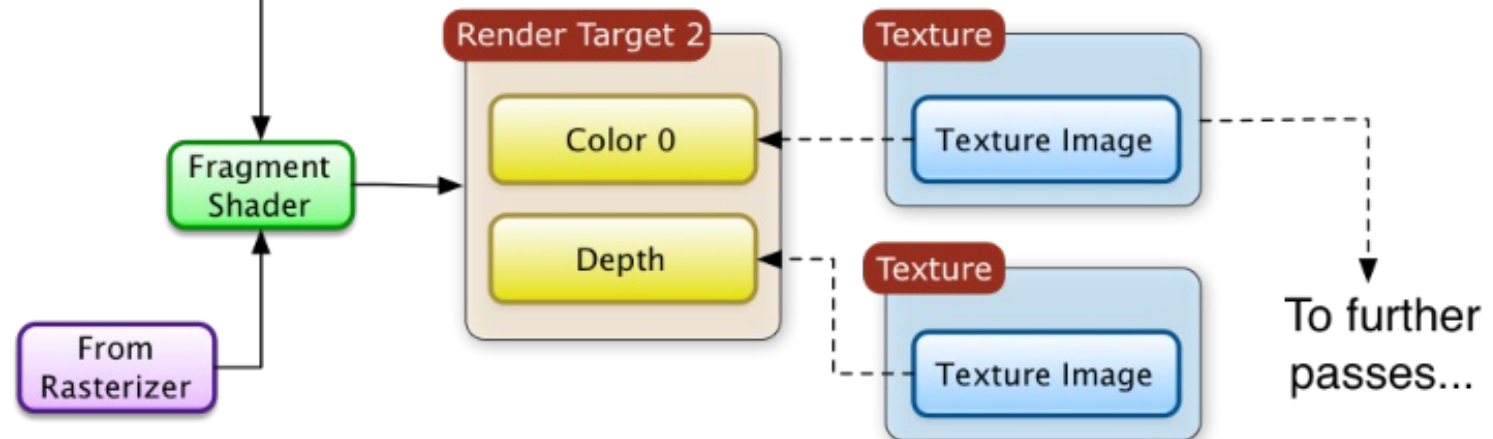 Render Target 2
Texture
Color 0
Texture Image
Fragment
Shader
Depth
Texture
To further
passes...
From
Rasterizer
Texture Image